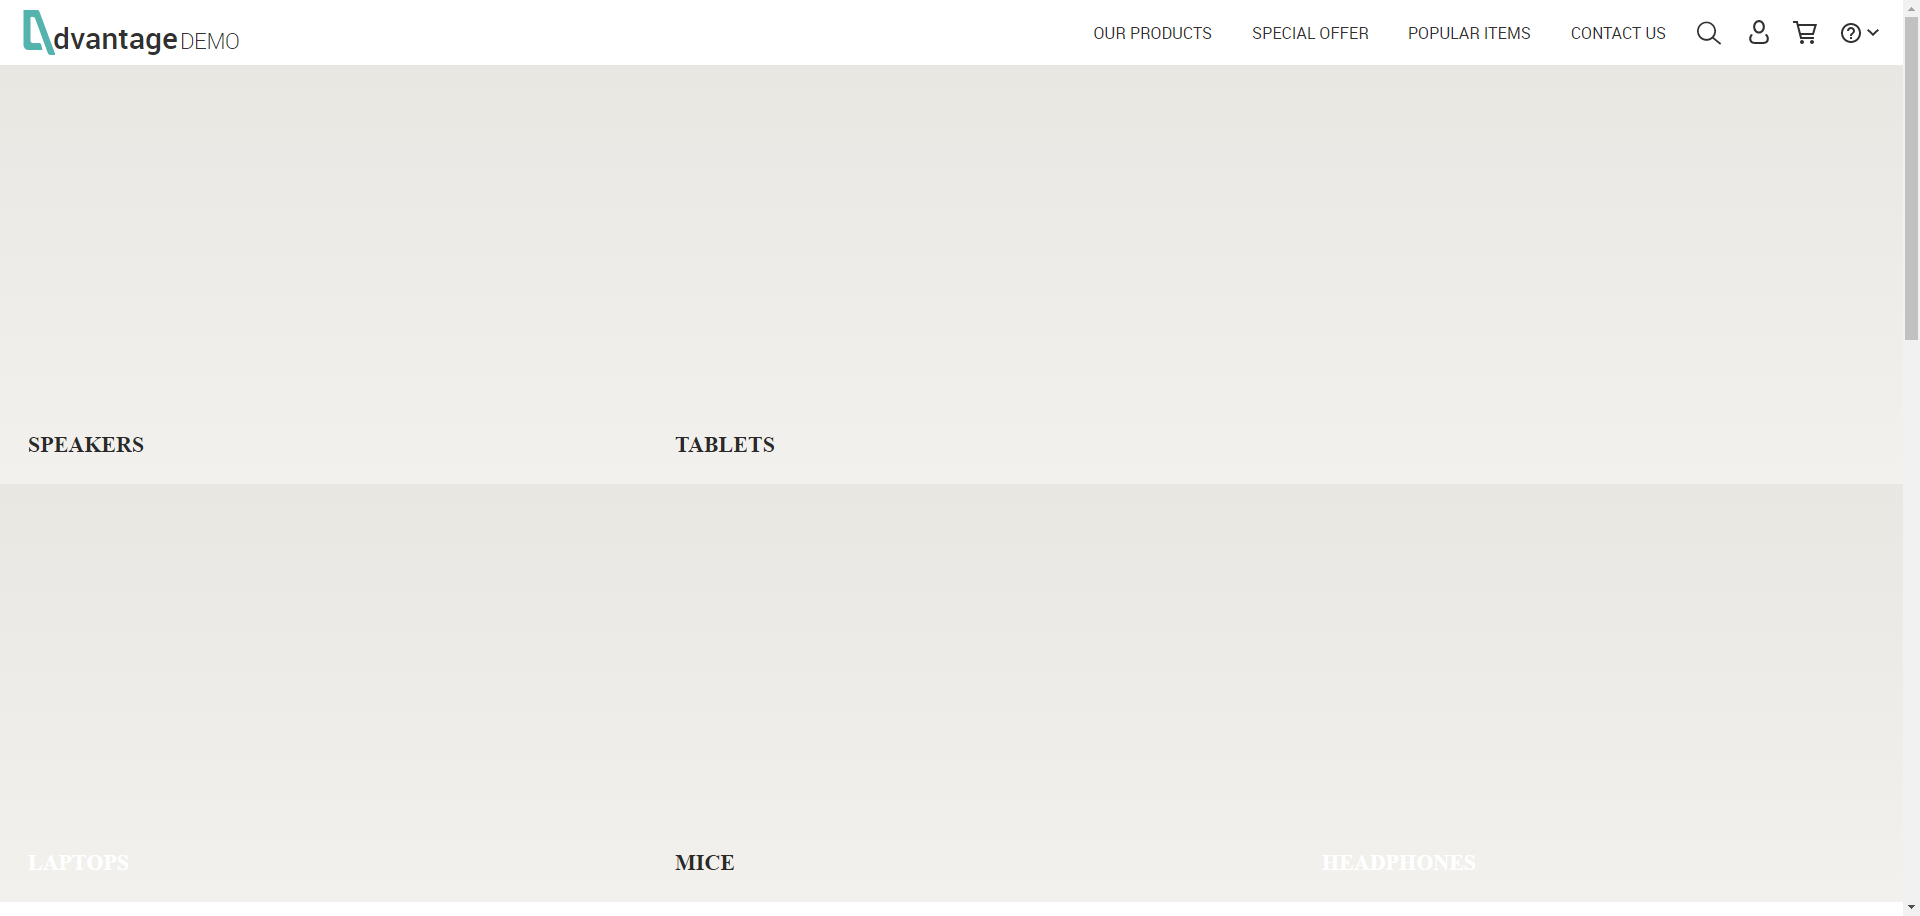 dvantage DEMO
OUR PRODUCTS SPECIAL OFFER POPULAR ITEMS CONTACT US
SPEAKERS TABLETS
LAPTOPS MICE HEADPHONES